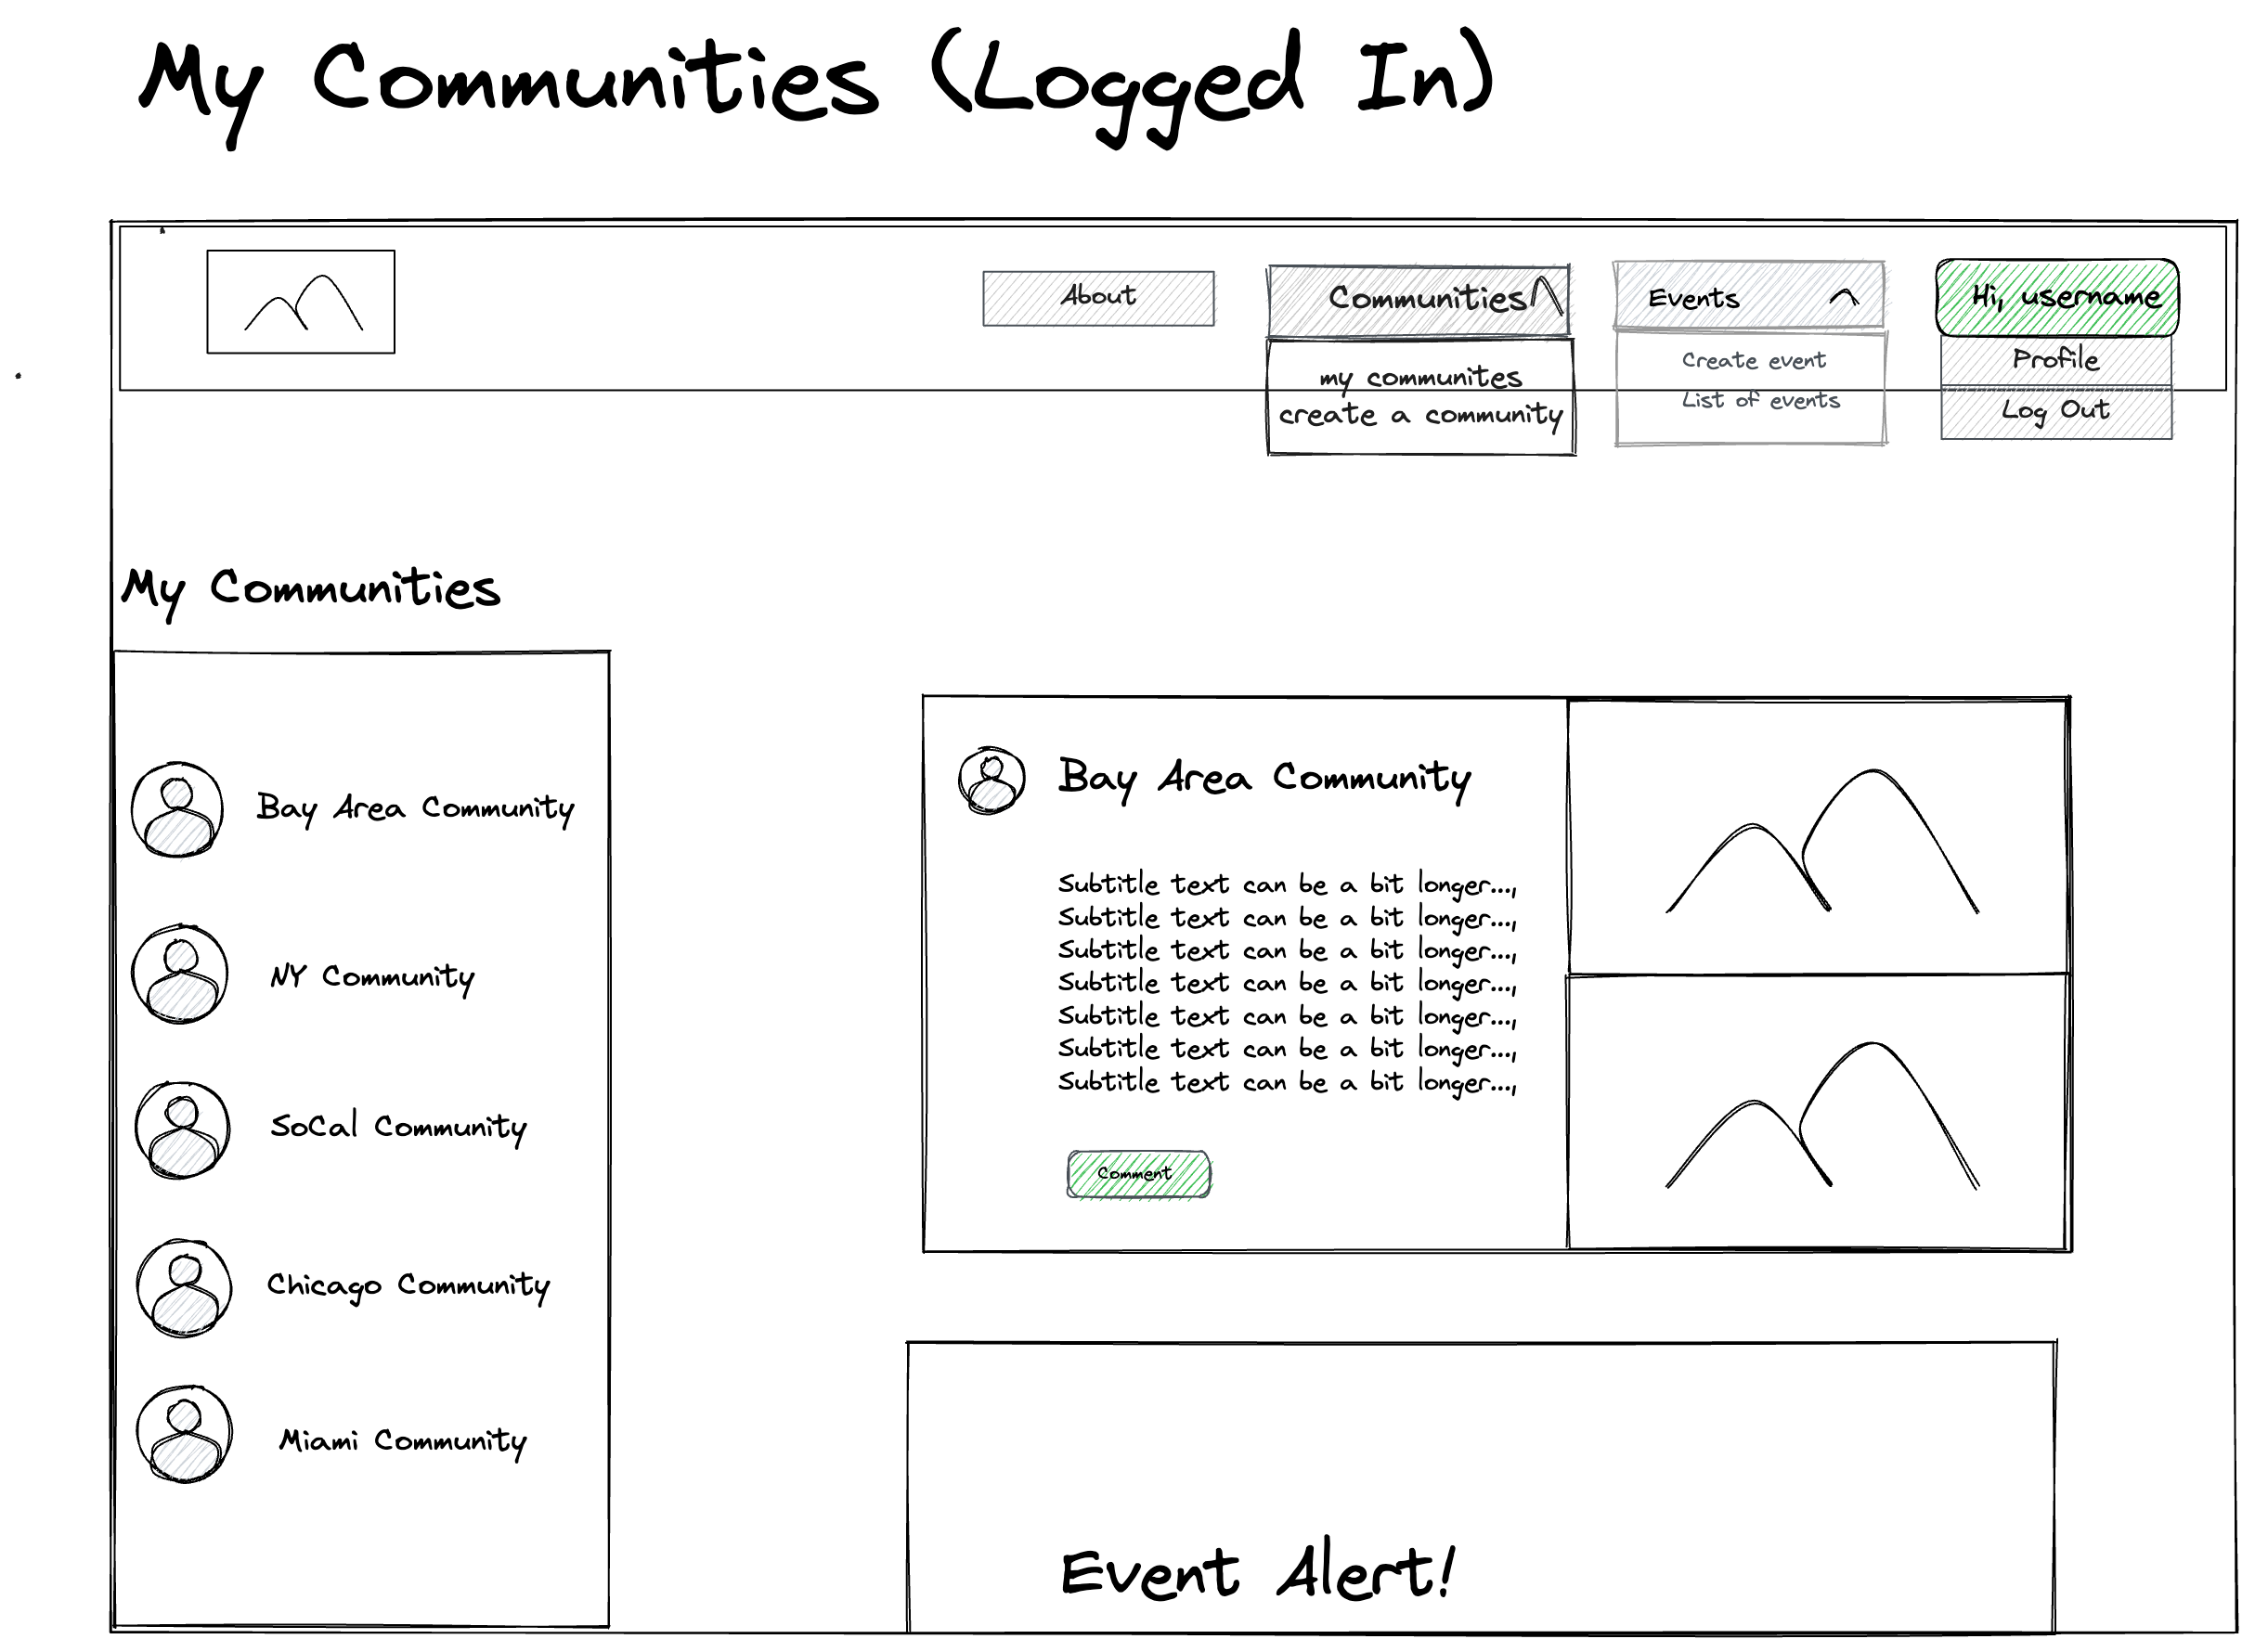 My Communities (Logged In)
About
Communities
Events
Hi, username
my communites
create a community
Create event
List of events
Profile
Log Out
My Communities
Bay Area Community
NY Community
SoCal Community
Chicago Community
Miami Community
Bay Area Community
Subtitle text can be a bit longer...,
Subtitle text can be a bit longer...,
Subtitle text can be a bit longer...,
Subtitle text can be a bit longer...,
Subtitle text can be a bit longer...,
Subtitle text can be a bit longer...,
Subtitle text can be a bit longer...,
Comment
Event Alert!